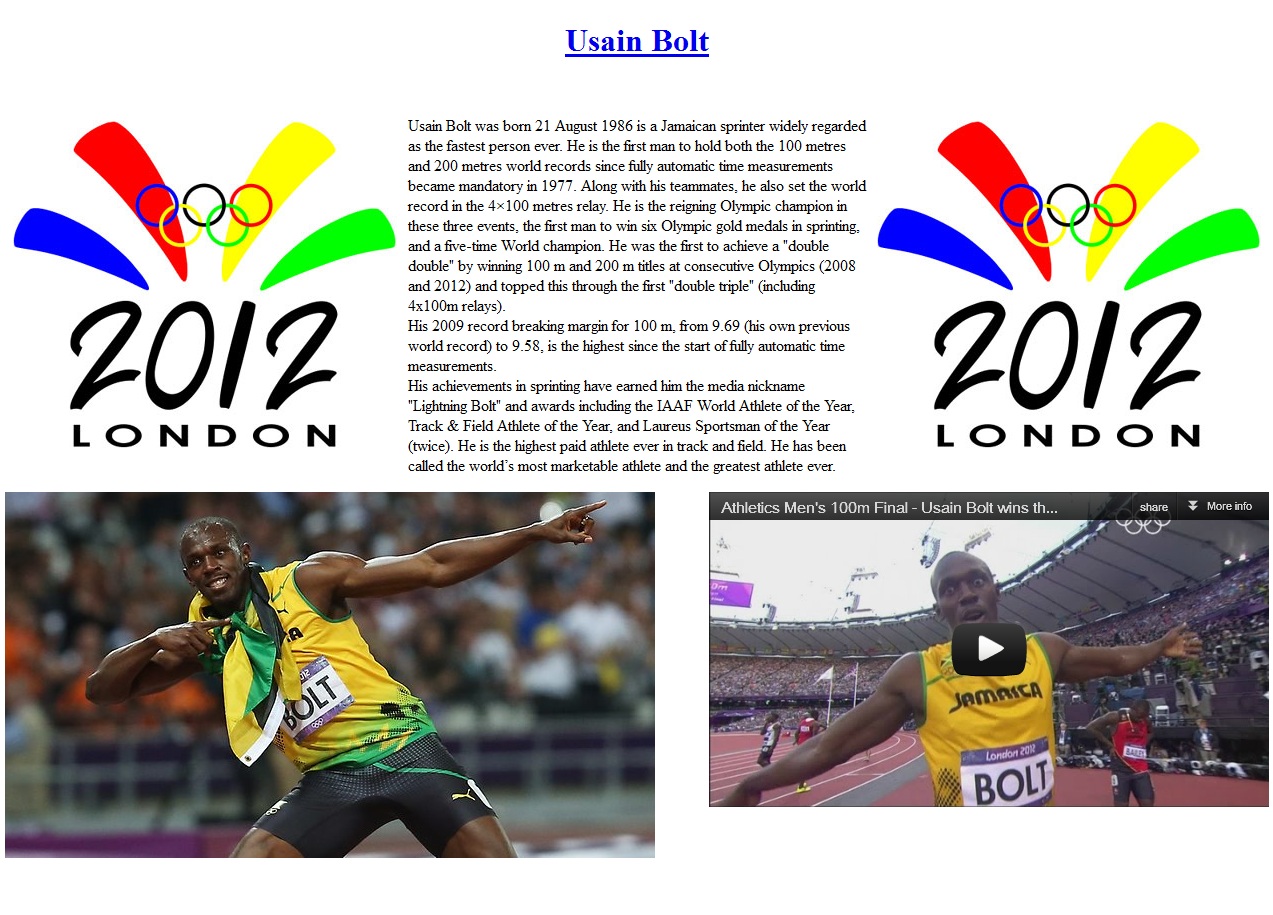 Usain Bolt
2012
LONDON
Usain Bolt was born 21 August 1986 is a Jamaican sprinter widely regarded
as the fastest person ever. He is the first man to hold both the 100 metres
and 200 metres world records since fully automatic time measurements
became mandatory in 1977. Along with his teammates, he also set the world
record in the 4×100 metres relay. He is the reigning Olympic champion in
these three events, the first man to win six Olympic gold medals in sprinting,
and a five-time World champion. He was the first to achieve a "double
double" by winning 100 m and 200 m titles at consecutive Olympics (2008
and 2012) and topped this through the first "double triple" (including
4x100m relays).
His 2009 record breaking margin for 100 m, from 9.69 (his own previous
world record) to 9.58, is the highest since the start of fully automatic time
measurements.
His achievements in sprinting have earned him the media nickname
"Lightning Bolt" and awards including the IAAF World Athlete of the Year,
Track & Field Athlete of the Year, and Laureus Sportsman of the Year
(twice). He is the highest paid athlete ever in track and field. He has been
called the world’s most marketable athlete and the greatest athlete ever.
2012
LONDON
BOLT
Athletics Men's 100m Final - Usain Bolt wins th...
share
More info
JAMAICA
London 2012
BOLT